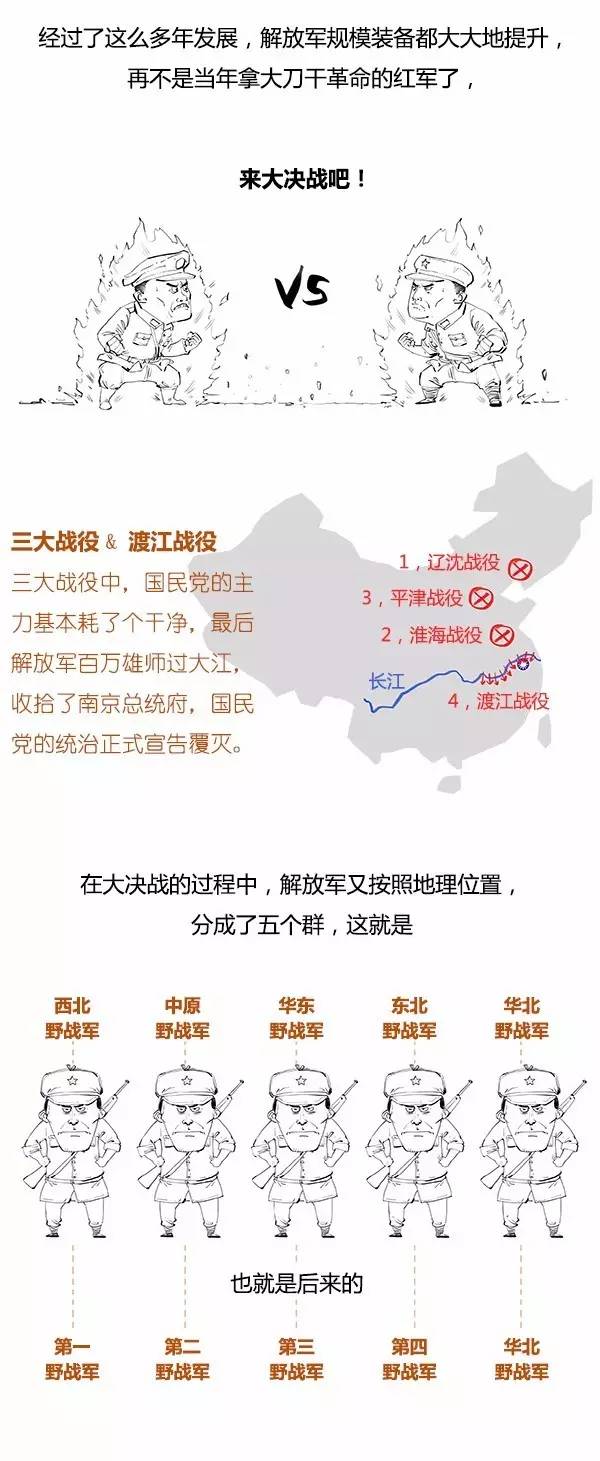 经过了这么多年发展，解放军规模装备都大大地提升，
再不是当年拿大刀干革命的红军了，
来大决战吧！
VS
三大战役 & 渡江战役
三大战役中，国民党的主
力基本耗了个干净，最后
解放军百万雄师过大江，
收拾了南京总统府，国民
党的统治正式宣告覆灭。
1，辽沈战役
3，平津战役
2，淮海战役
长江
4，渡江战役
在大决战的过程中，解放军又按照地理位置，
分成了五个群，这就是
西北
野战军
中原
野战军
华东
野战军
东北
野战军
华北
野战军
也就是后来的
第一
野战军
第二
野战军
第三
野战军
第四
野战军
华北
野战军